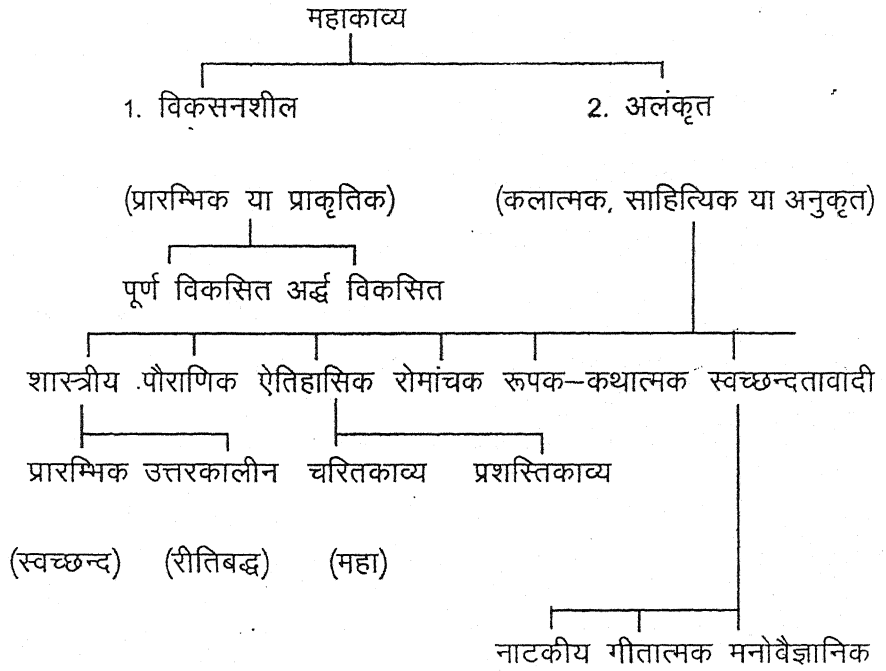 महाकाव्य
1. विकसनशील 2. अलंकृत
(प्रारम्भिक या प्राकृतिक) (कलात्मक, साहित्यिक या अनुकृत)
पूर्ण विकसित अर्द्ध विकसित
शास्त्रीय पौराणिक ऐतिहासिक रोमांचक रूपक–कथात्मक स्वच्छन्दतावादी
प्रारम्भिक उत्तरकालीन चरितकाव्य प्रशस्तिकाव्य
(स्वच्छन्द) (रीतिबद्ध) (महा)
नाटकीय गीतात्मक मनोवैज्ञानिक